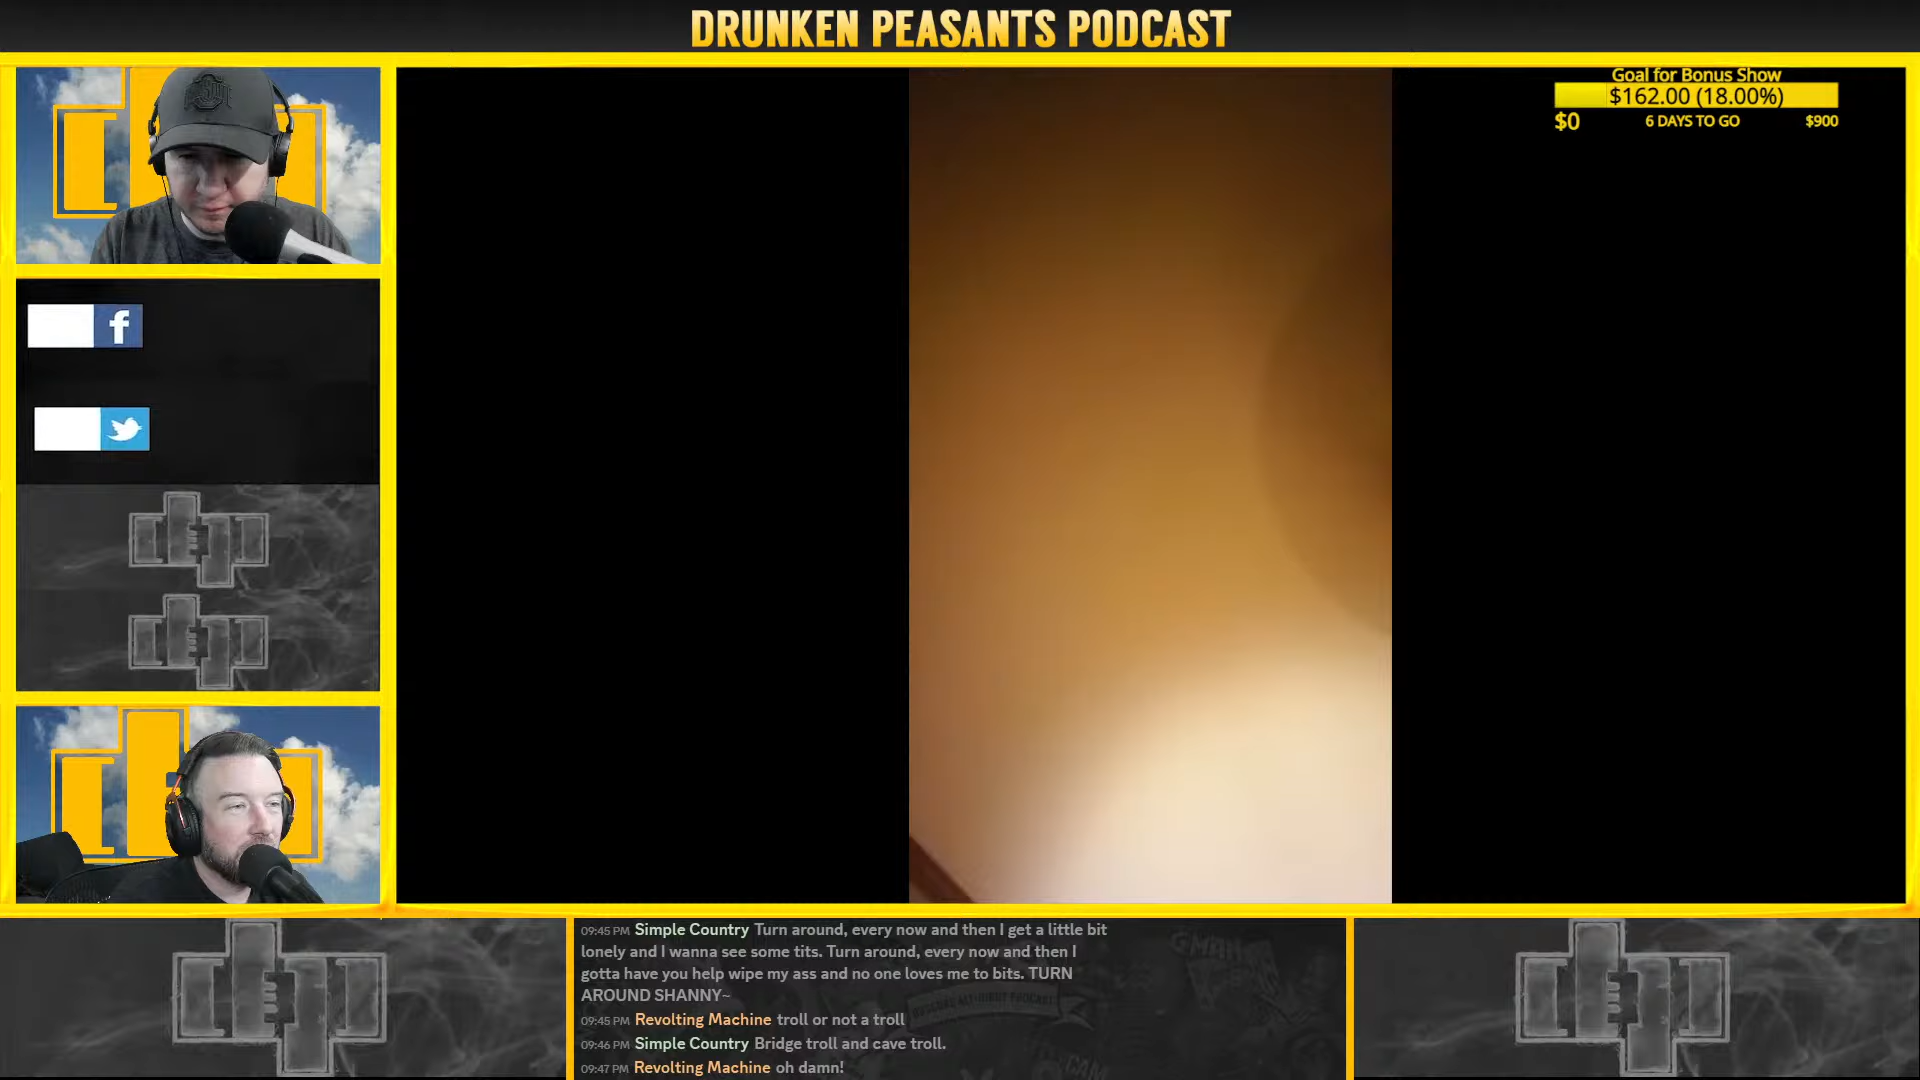 DRUNKEN PEASANTS PODCAST
Goal for Bonus Show
$162.00 (18.00%)
$0 6 DAYS TO GO $900
f
09:45 PM Simple Country Turn around, every now and then I get a little bit
lonely and I wanna see some tits. Turn around, every now and then I
gotta have you help wipe my ass and no one loves me to bits. TURN
AROUND SHANNY~
09:45 PM Revolting Machine troll or not a troll
09:46 PM Simple Country Bridge troll and cave troll.
09:47 PM Revolting Machine oh damn!